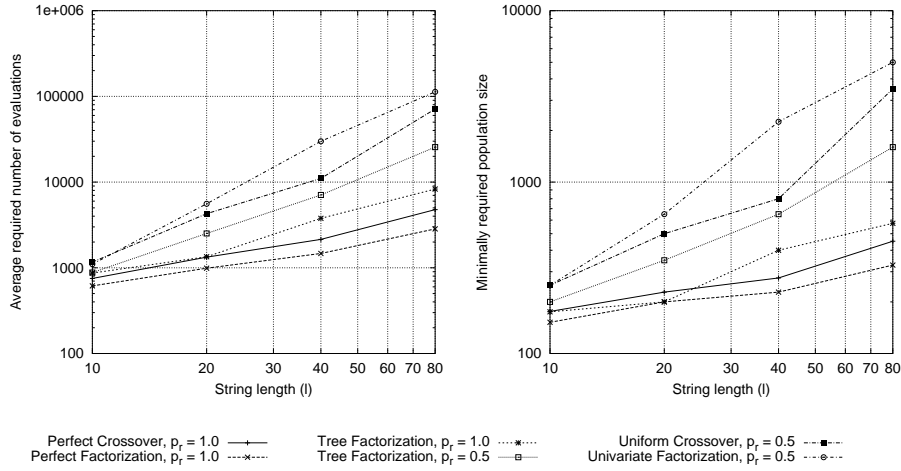 Average required number of evaluations
1e+006
100000
10000
1000
100
10 20 30 40 50 60 70 80
String length (l)
Minimally required population size
10000
1000
100
10 20 30 40 50 60 70 80
String length (l)
Perfect Crossover, p_r = 1.0
Perfect Factorization, p_r = 1.0
Tree Factorization, p_r = 1.0
Tree Factorization, p_r = 0.5
Uniform Crossover, p_r = 0.5
Univariate Factorization, p_r = 0.5